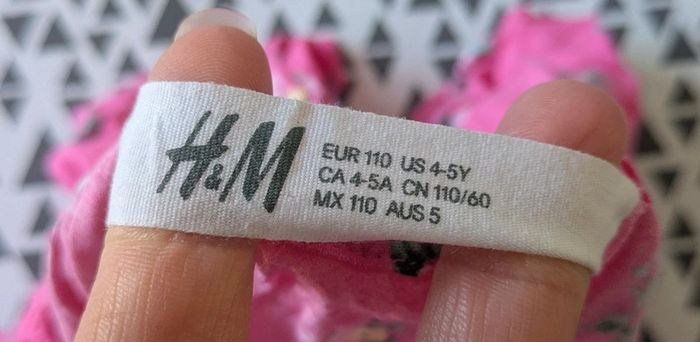 H&M
EUR 110 US 4-5Y
CA 4-5A CN 110/60
MX 110 AUS 5